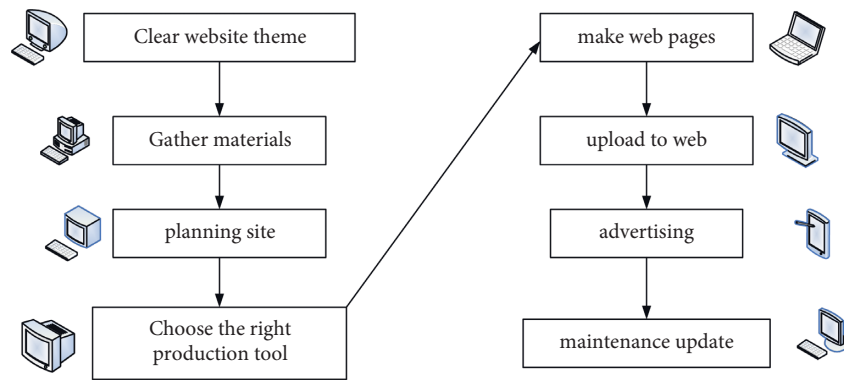 Clear website theme
Gather materials
planning site
Choose the right
production tool
make web pages
upload to web
advertising
maintenance update